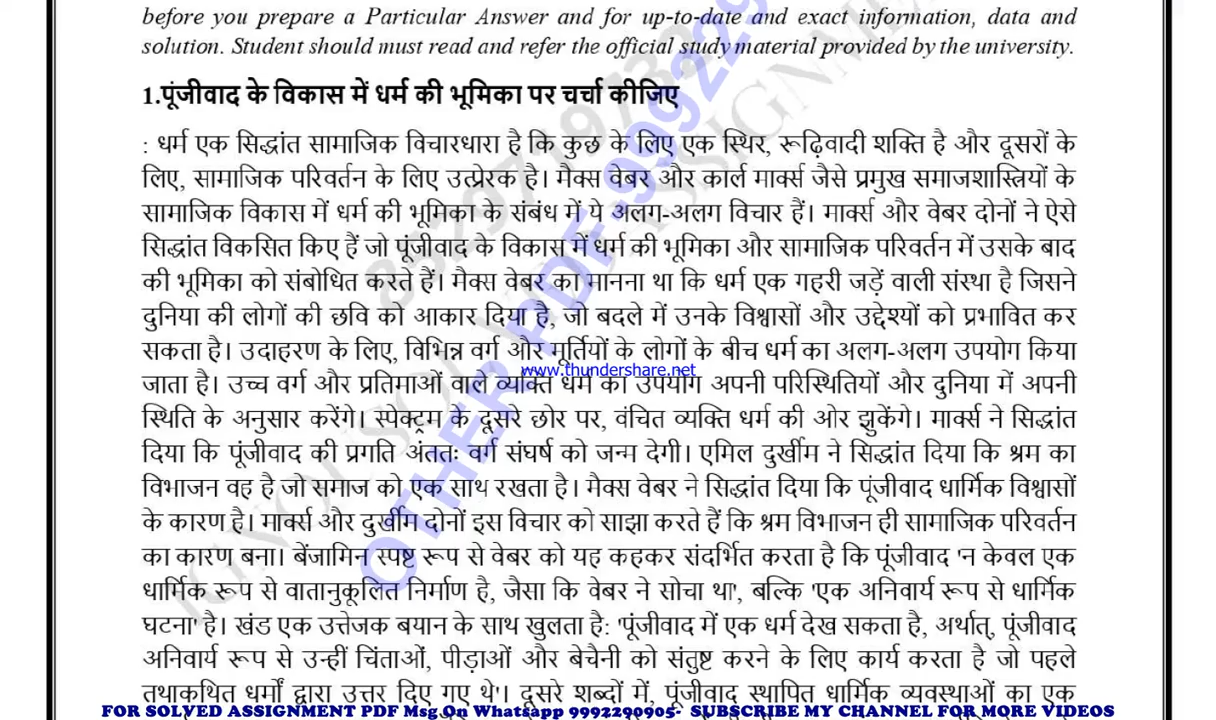 before you prepare a Particular Answer and for up-to-date and exact information, data and
solution. Student should must read and refer the official study material provided by the university.
1.पूंजीवाद के विकास में धर्म की भूमिका पर चर्चा कीजिए
: धर्म एक सिद्धांत सामाजिक विचारधारा है कि कुछ के लिए एक स्थिर, रूढ़िवादी शक्ति है और दूसरों के
लिए, सामाजिक परिवर्तन के लिए उत्प्रेरक है। मैक्स वेबर और कार्ल मार्क्स जैसे प्रमुख समाजशास्त्रियों के
सामाजिक विकास में धर्म की भूमिका के संबंध में ये अलग-अलग विचार हैं। मार्क्स और वेबर दोनों ने ऐसे
सिद्धांत विकसित किए हैं जो पूंजीवाद के विकास में धर्म की भूमिका और सामाजिक परिवर्तन में उसके बाद
की भूमिका को संबोधित करते हैं। मैक्स वेबर का मानना था कि धर्म एक गहरी जड़ें वाली संस्था है जिसने
दुनिया की लोगों की छवि को आकार दिया है, जो बदले में उनके विश्वासों और उद्देश्यों को प्रभावित कर
सकता है। उदाहरण के लिए, विभिन्न वर्ग और मूर्तियों के लोगों के बीच धर्म का अलग-अलग उपयोग किया
www.thundershare.net
जाता है। उच्च वर्ग और प्रतिमाओं वाले व्यक्ति धर्म का उपयोग अपनी परिस्थितियों और दुनिया में अपनी
स्थिति के अनुसार करेंगे। स्पेक्ट्रम के दूसरे छोर पर, वंचित व्यक्ति धर्म की ओर झुकेंगे। मार्क्स ने सिद्धांत
दिया कि पूंजीवाद की प्रगति अंततः वर्ग संघर्ष को जन्म देगी। एमिल दुर्खीम ने सिद्धांत दिया कि श्रम का
विभाजन वह है जो समाज को एक साथ रखता है। मैक्स वेबर ने सिद्धांत दिया कि पूंजीवाद धार्मिक विश्वासों
के कारण है। मार्क्स और दुर्खीम दोनों इस विचार को साझा करते हैं कि श्रम विभाजन ही सामाजिक परिवर्तन
का कारण बना। बेंजामिन स्पष्ट रूप से वेबर को यह कहकर संदर्भित करता है कि पूंजीवाद 'न केवल एक
धार्मिक रूप से वातानुकूलित निर्माण है, जैसा कि वेबर ने सोचा था', बल्कि 'एक अनिवार्य रूप से धार्मिक
घटना' है। खंड एक उत्तेजक बयान के साथ खुलता है: 'पूंजीवाद में एक धर्म देख सकता है, अर्थात्, पूंजीवाद
अनिवार्य रूप से उन्हीं चिंताओं, पीड़ाओं और बेचैनी को संतुष्ट करने के लिए कार्य करता है जो पहले
तथाकथित धर्मों द्वारा उत्तर दिए गए थे'। दूसरे शब्दों में, पूंजीवाद स्थापित धार्मिक व्यवस्थाओं का एक
FOR SOLVED ASSIGNMENT PDF Msg On Whatsapp 9992290905- SUBSCRIBE MY CHANNEL FOR MORE VIDEOS